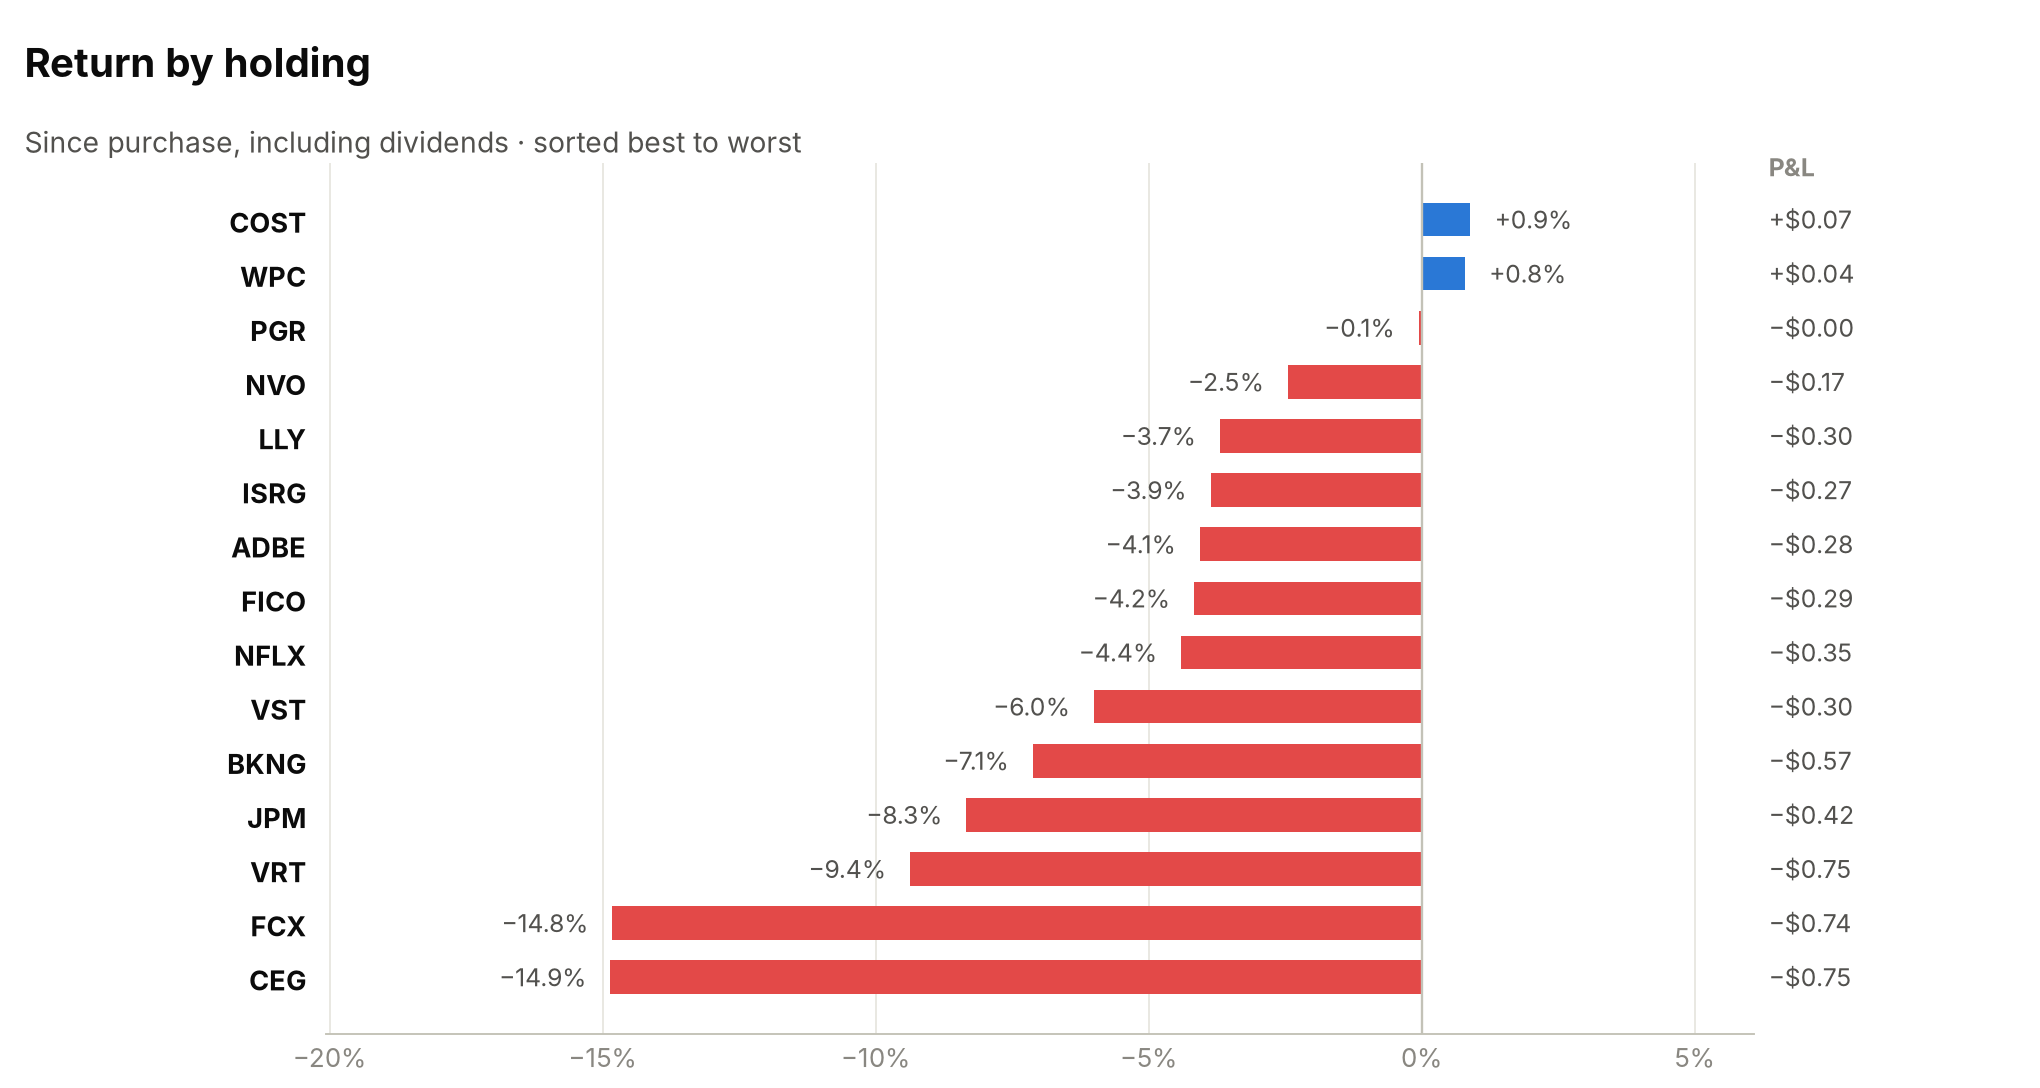 Return by holding
Since purchase, including dividends · sorted best to worst
P&L
COST +0.9% +$0.07
WPC +0.8% +$0.04
PGR −0.1% −$0.00
NVO −2.5% −$0.17
LLY −3.7% −$0.30
ISRG −3.9% −$0.27
ADBE −4.1% −$0.28
FICO −4.2% −$0.29
NFLX −4.4% −$0.35
VST −6.0% −$0.30
BKNG −7.1% −$0.57
JPM −8.3% −$0.42
VRT −9.4% −$0.75
FCX −14.8% −$0.74
CEG −14.9% −$0.75
−20% −15% −10% −5% 0% 5%